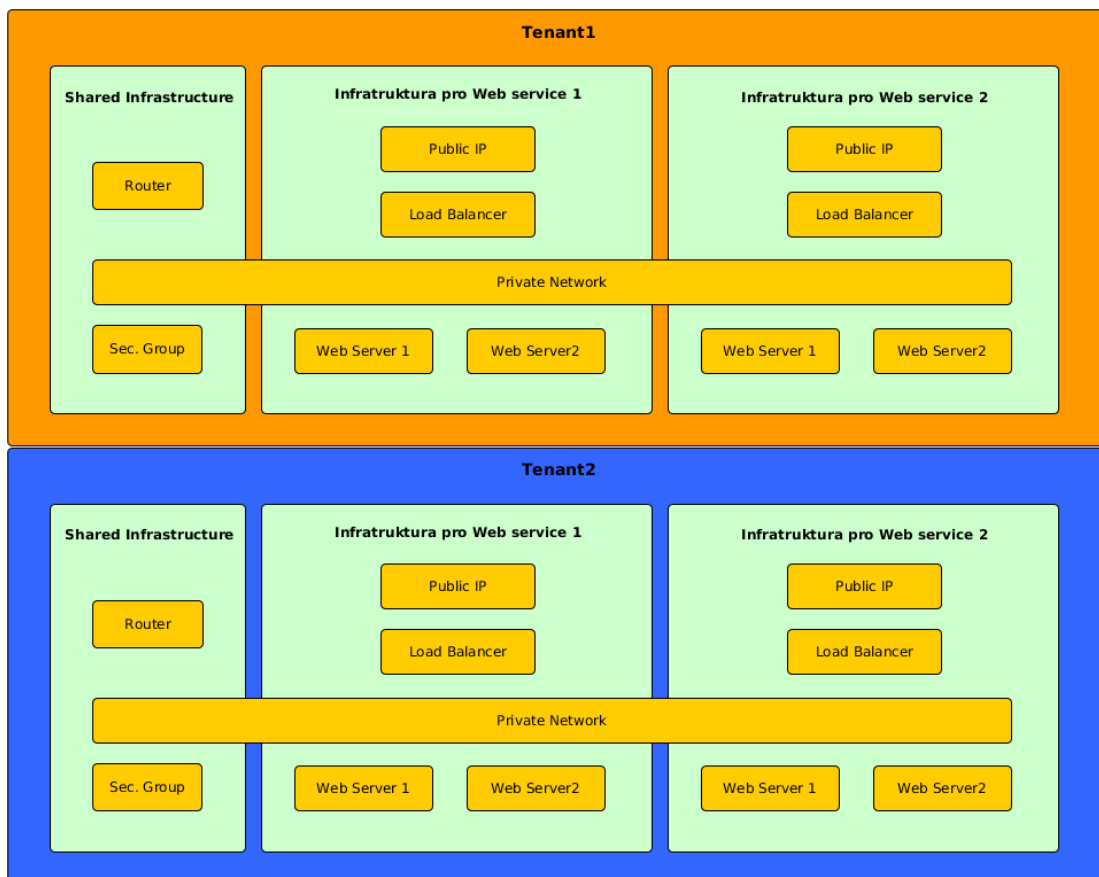 Tenant1
Shared Infrastructure
Router
Sec. Group
Infratruktura pro Web service 1
Public IP
Load Balancer
Private Network
Web Server 1
Web Server2
Infratruktura pro Web service 2
Public IP
Load Balancer
Web Server 1
Web Server2
Tenant2
Shared Infrastructure
Router
Sec. Group
Infratruktura pro Web service 1
Public IP
Load Balancer
Private Network
Web Server 1
Web Server2
Infratruktura pro Web service 2
Public IP
Load Balancer
Web Server 1
Web Server2